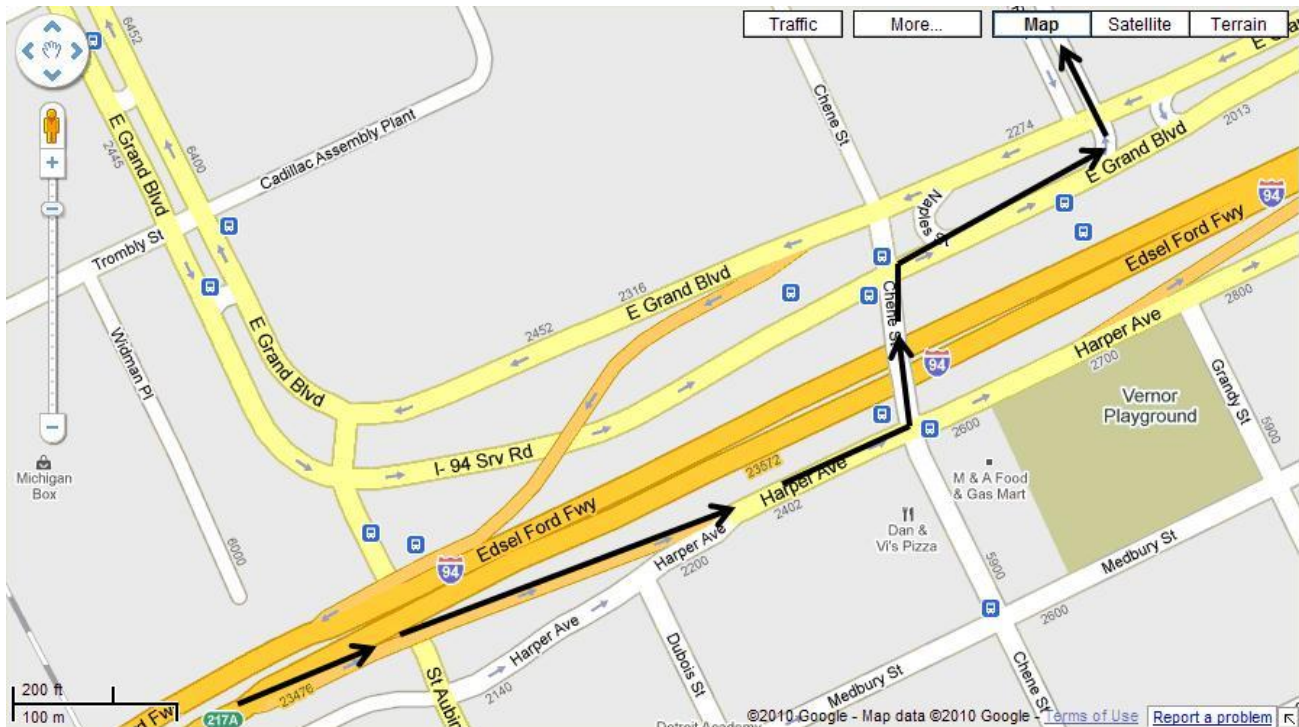 Traffic
More...
Map
Satellite
Terrain
6452
E Grand Blvd
2445
6400
Cadillac Assembly Plant
Trombly St
Widman Pl
6000
Michigan
Box
E Grand Blvd
E Grand Blvd
2452
2316
E Grand Blvd
2274
Chene St
Naples St
E Grand Blvd
2013
I- 94 Srv Rd
Edsel Ford Fwy
94
Edsel Ford Fwy
94
94
Chene St
Harper Ave
2800
2700
2600
23572
Harper Ave
2402
Harper Ave
2200
Harper Ave
2140
23476
217A
St Aubin
Dubois St
Vernor
Playground
Grandy St
5900
M & A Food
& Gas Mart
Dan &
Vi's Pizza
5900
Medbury St
2600
Medbury St
Chene St
200 ft
100 m
©2010 Google - Map data ©2010 Google - Terms of Use
Report a problem